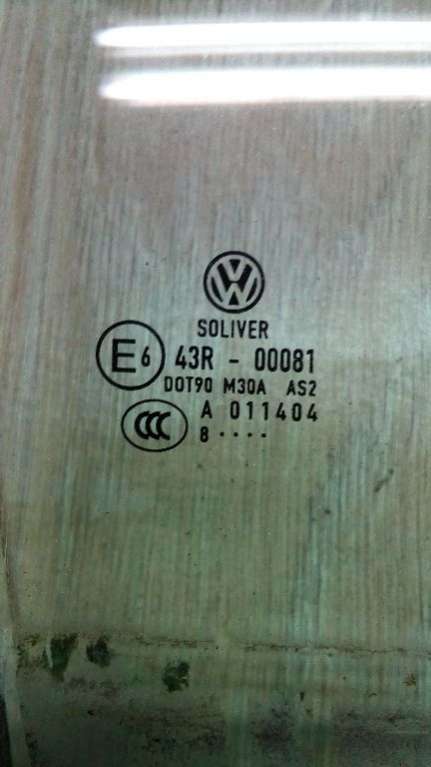 SOLIVER
E6 43R - 00081
DOT90 M30A AS2
CCC A 011404
8 ····